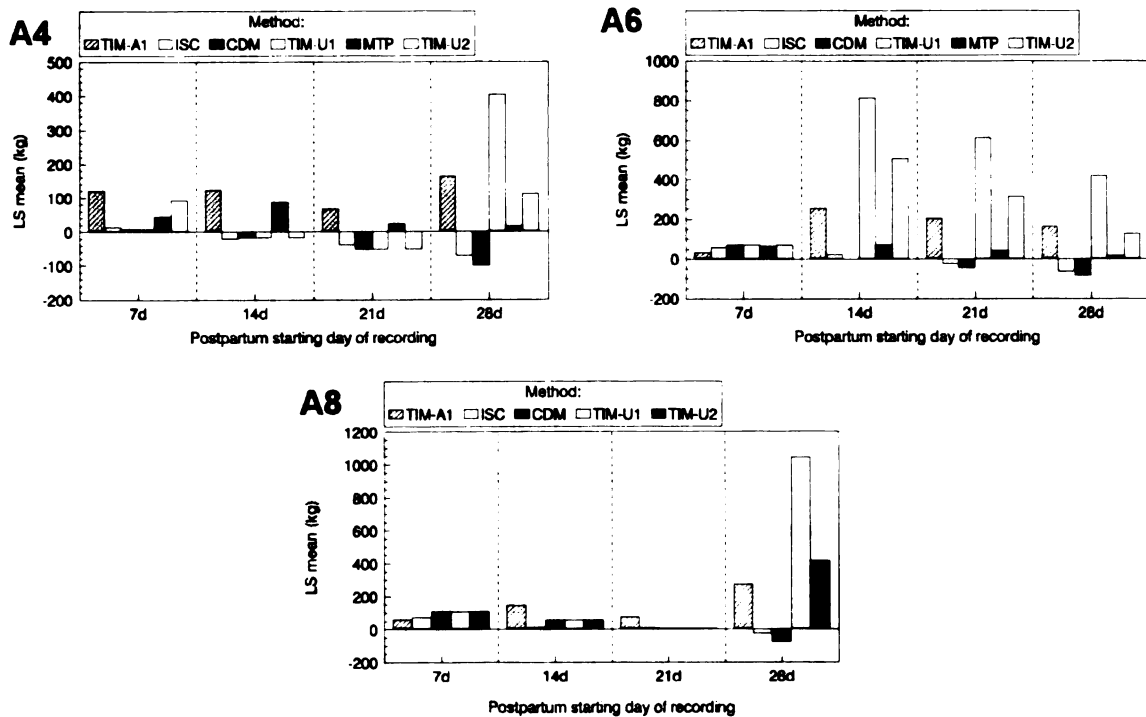 A4
Method:
TIM-A1 ISC CDM TIM-U1 MTP TIM-U2
500
400
300
200
100
0
-100
-200
LS mean (kg)
7d 14d 21d 28d
Postpartum starting day of recording
A6
Method:
TIM-A1 ISC CDM TIM-U1 MTP TIM-U2
1000
800
600
400
200
0
-200
LS mean (kg)
7d 14d 21d 28d
Postpartum starting day of recording
A8
Method:
TIM-A1 ISC CDM TIM-U1 TIM-U2
1200
1000
800
600
400
200
0
-200
LS mean (kg)
7d 14d 21d 28d
Postpartum starting day of recording